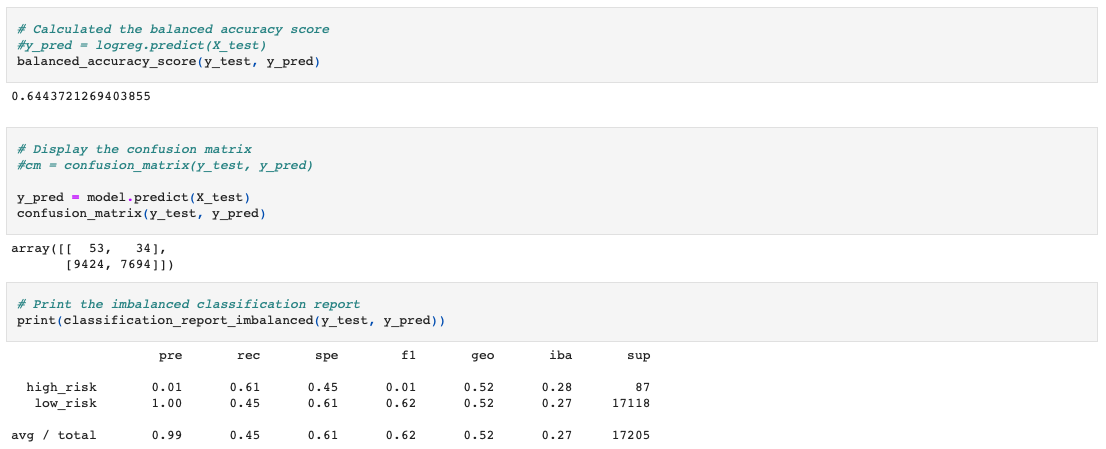 # Calculated the balanced accuracy score
#y_pred = logreg.predict(X_test)
balanced_accuracy_score(y_test, y_pred)
0.6443721269403855
# Display the confusion matrix
#cm = confusion_matrix(y_test, y_pred)
y_pred = model.predict(X_test)
confusion_matrix(y_test, y_pred)
array([[  53,   34],
       [9424, 7694]])
# Print the imbalanced classification report
print(classification_report_imbalanced(y_test, y_pred))
                   pre       rec       spe        f1       geo       iba       sup
  high_risk       0.01      0.61      0.45      0.01      0.52      0.28        87
   low_risk       1.00      0.45      0.61      0.62      0.52      0.27     17118
avg / total       0.99      0.45      0.61      0.62      0.52      0.27     17205